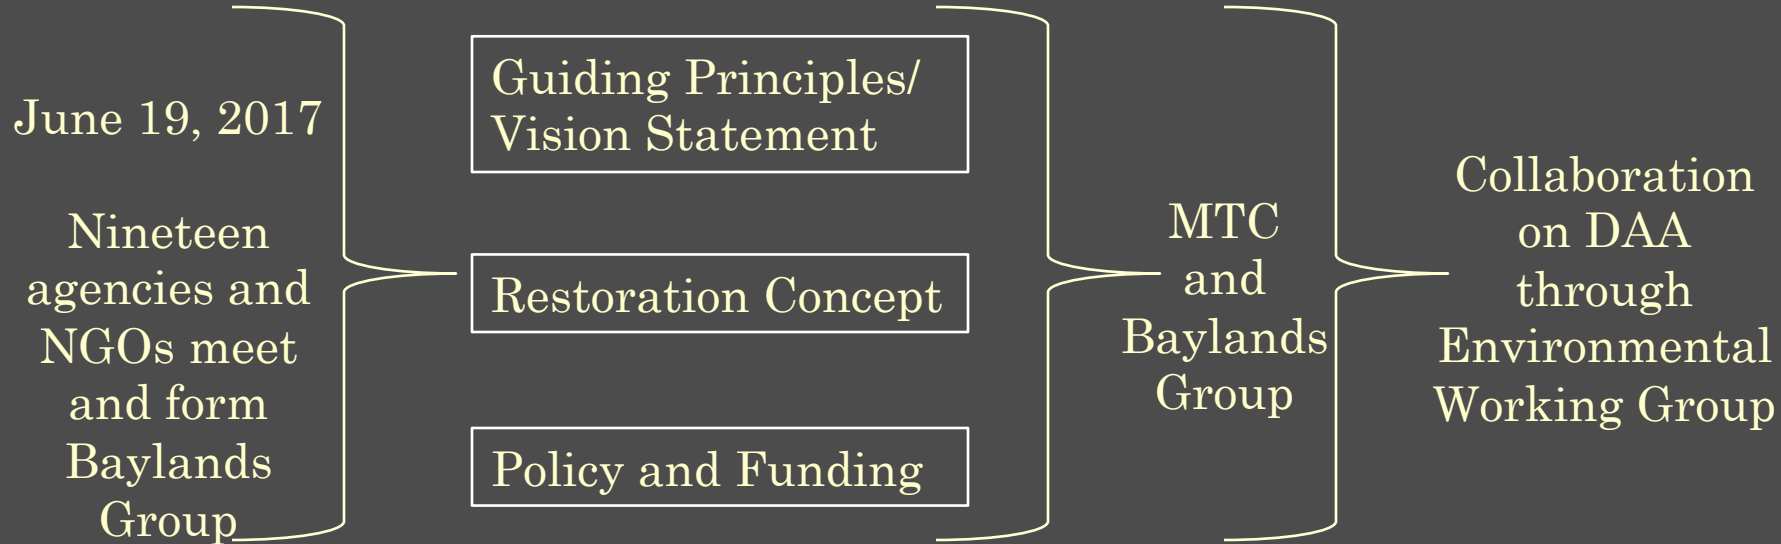 June 19, 2017
Nineteen
agencies and
NGOs meet
and form
Baylands
Group
Guiding Principles/
Vision Statement
Restoration Concept
Policy and Funding
MTC
and
Baylands
Group
Collaboration
on DAA
through
Environmental
Working Group